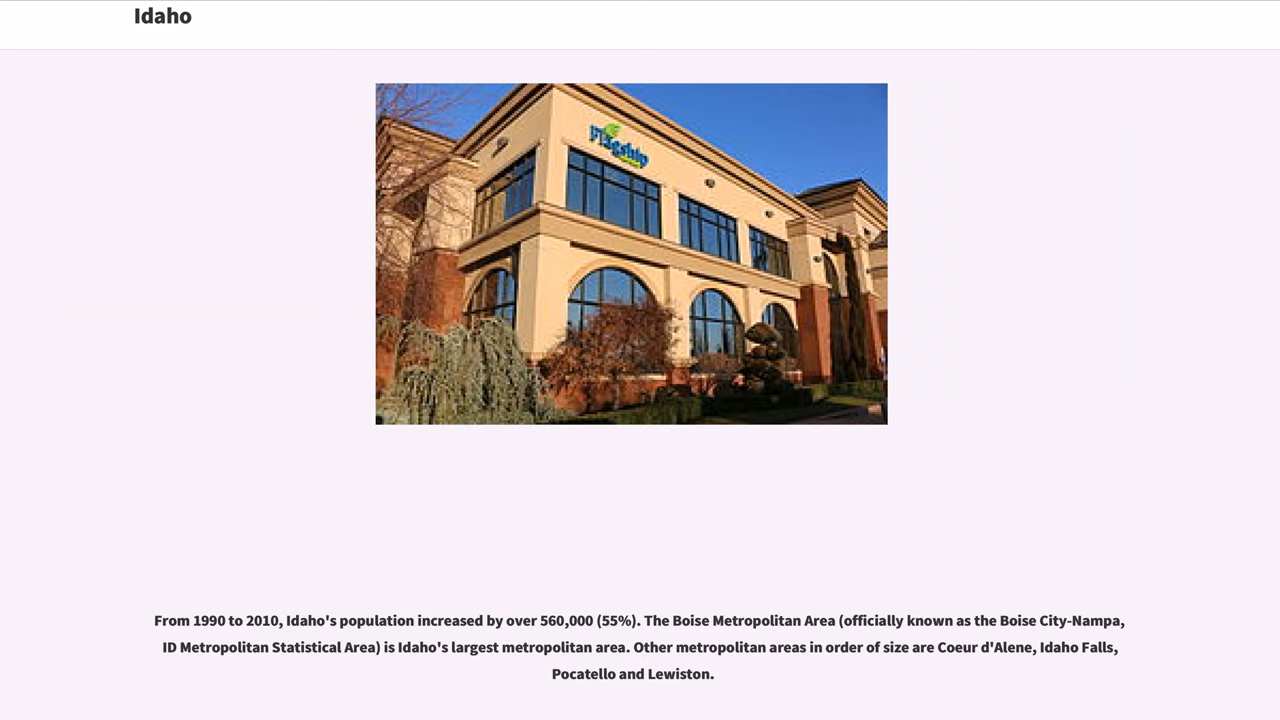 Idaho
Flagship
From 1990 to 2010, Idaho's population increased by over 560,000 (55%). The Boise Metropolitan Area (officially known as the Boise City-Nampa,
ID Metropolitan Statistical Area) is Idaho's largest metropolitan area. Other metropolitan areas in order of size are Coeur d'Alene, Idaho Falls,
Pocatello and Lewiston.